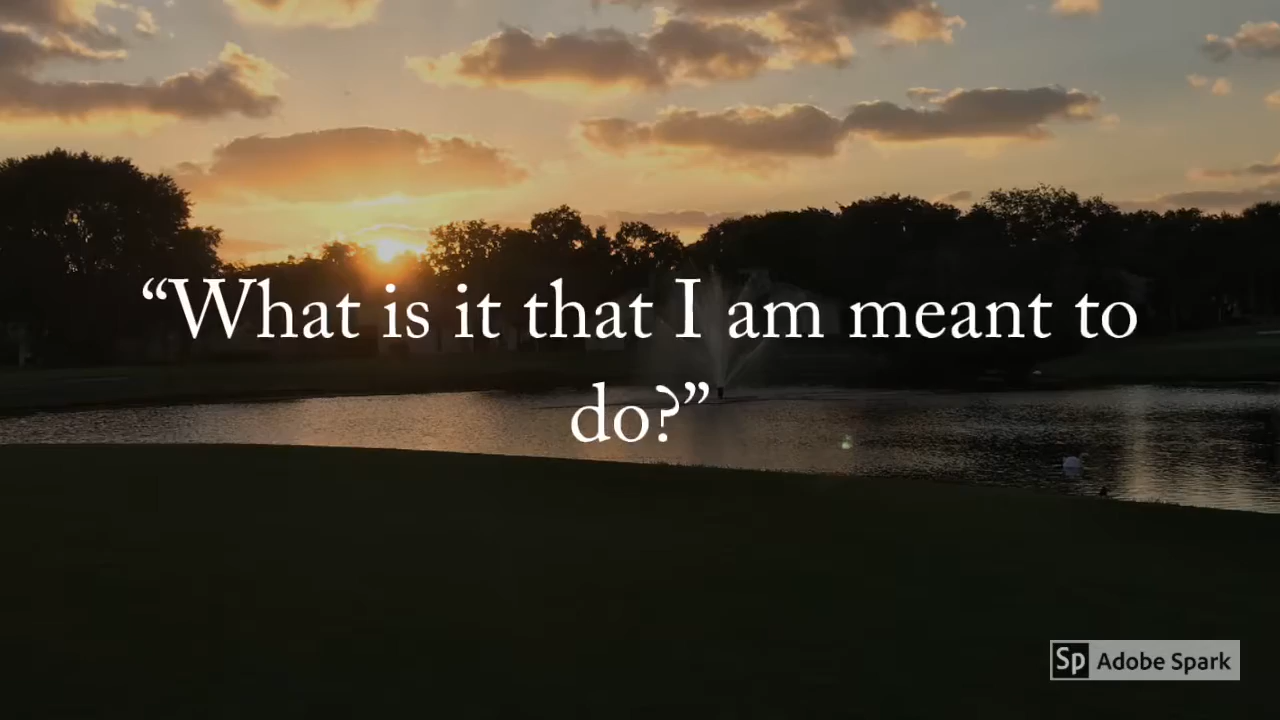 “What is it that I am meant to
do?”
Sp Adobe Spark